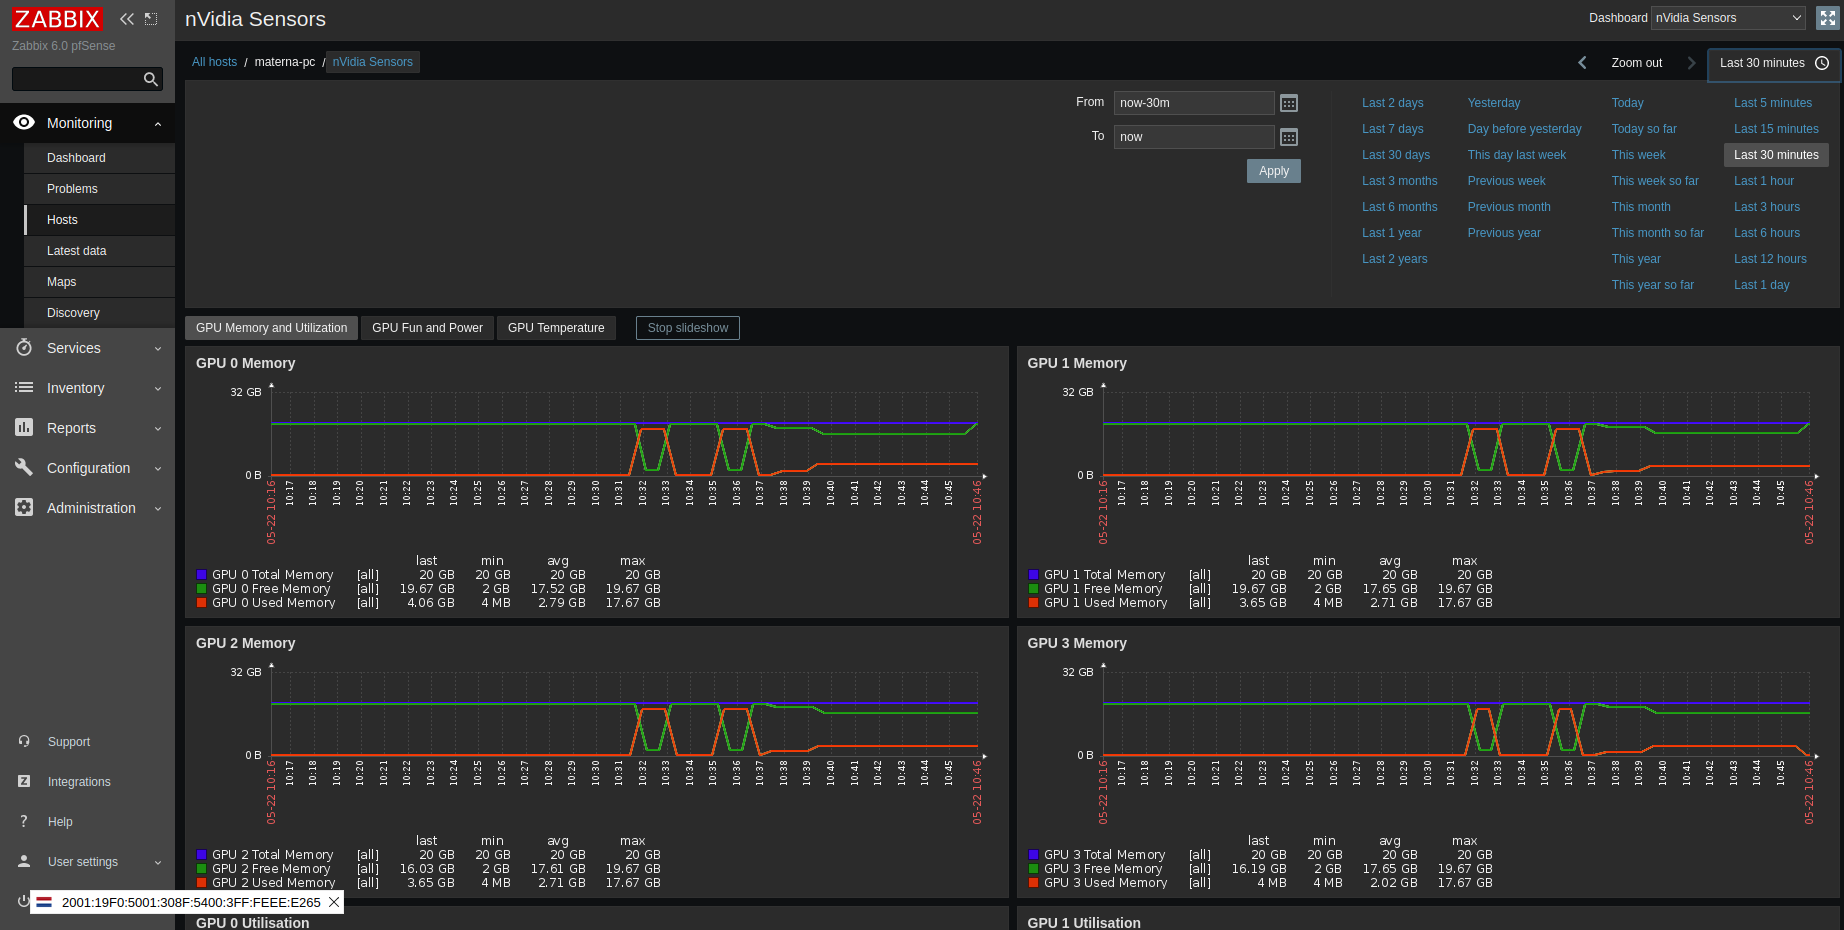 ZABBIX
Zabbix 6.0 pfSense
Monitoring
Dashboard
Problems
Hosts
Latest data
Maps
Discovery
Services
Inventory
Reports
Configuration
Administration
Support
Integrations
Help
User settings
2001:19F0:5001:308F:5400:3FF:FEEE:E265
nVidia Sensors
Dashboard nVidia Sensors
All hosts / materna-pc / nVidia Sensors
Zoom out Last 30 minutes
From now-30m
To now
Apply
Last 2 days Yesterday Today Last 5 minutes
Last 7 days Day before yesterday Today so far Last 15 minutes
Last 30 days This day last week This week Last 30 minutes
Last 3 months Previous week This week so far Last 1 hour
Last 6 months Previous month This month Last 3 hours
Last 1 year Previous year This month so far Last 6 hours
Last 2 years This year Last 12 hours
This year so far Last 1 day
GPU Memory and Utilization GPU Fun and Power GPU Temperature Stop slideshow
GPU 0 Memory
32 GB
0 B
05-22 10:16 10:17 10:18 10:19 10:20 10:21 10:22 10:23 10:24 10:25 10:26 10:27 10:28 10:29 10:30 10:31 10:32 10:33 10:34 10:35 10:36 10:37 10:38 10:39 10:40 10:41 10:42 10:43 10:44 10:45 05-22 10:46
last min avg max
GPU 0 Total Memory [all] 20 GB 20 GB 20 GB 20 GB
GPU 0 Free Memory [all] 19.67 GB 2 GB 17.52 GB 19.67 GB
GPU 0 Used Memory [all] 4.06 GB 4 MB 2.79 GB 17.67 GB
GPU 1 Memory
32 GB
0 B
05-22 10:16 10:17 10:18 10:19 10:20 10:21 10:22 10:23 10:24 10:25 10:26 10:27 10:28 10:29 10:30 10:31 10:32 10:33 10:34 10:35 10:36 10:37 10:38 10:39 10:40 10:41 10:42 10:43 10:44 10:45 05-22 10:46
last min avg max
GPU 1 Total Memory [all] 20 GB 20 GB 20 GB 20 GB
GPU 1 Free Memory [all] 19.67 GB 2 GB 17.65 GB 19.67 GB
GPU 1 Used Memory [all] 3.65 GB 4 MB 2.71 GB 17.67 GB
GPU 2 Memory
32 GB
0 B
05-22 10:16 10:17 10:18 10:19 10:20 10:21 10:22 10:23 10:24 10:25 10:26 10:27 10:28 10:29 10:30 10:31 10:32 10:33 10:34 10:35 10:36 10:37 10:38 10:39 10:40 10:41 10:42 10:43 10:44 10:45 05-22 10:46
last min avg max
GPU 2 Total Memory [all] 20 GB 20 GB 20 GB 20 GB
GPU 2 Free Memory [all] 16.03 GB 2 GB 17.61 GB 19.67 GB
GPU 2 Used Memory [all] 3.65 GB 4 MB 2.71 GB 17.67 GB
GPU 3 Memory
32 GB
0 B
05-22 10:16 10:17 10:18 10:19 10:20 10:21 10:22 10:23 10:24 10:25 10:26 10:27 10:28 10:29 10:30 10:31 10:32 10:33 10:34 10:35 10:36 10:37 10:38 10:39 10:40 10:41 10:42 10:43 10:44 10:45 05-22 10:46
last min avg max
GPU 3 Total Memory [all] 20 GB 20 GB 20 GB 20 GB
GPU 3 Free Memory [all] 16.19 GB 2 GB 17.65 GB 19.67 GB
GPU 3 Used Memory [all] 4 MB 4 MB 2.02 GB 17.67 GB
GPU 0 Utilisation
GPU 1 Utilisation